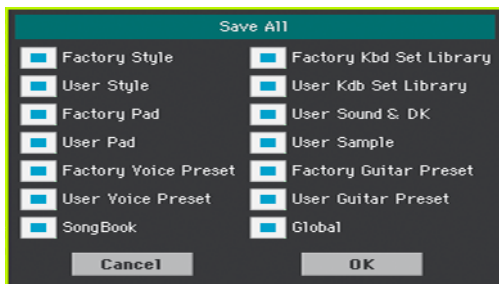 Save All
Factory Style
Factory Kbd Set Library
User Style
User Kdb Set Library
Factory Pad
User Sound & DK
User Pad
User Sample
Factory Voice Preset
Factory Guitar Preset
User Voice Preset
User Guitar Preset
SongBook
Global
Cancel
OK